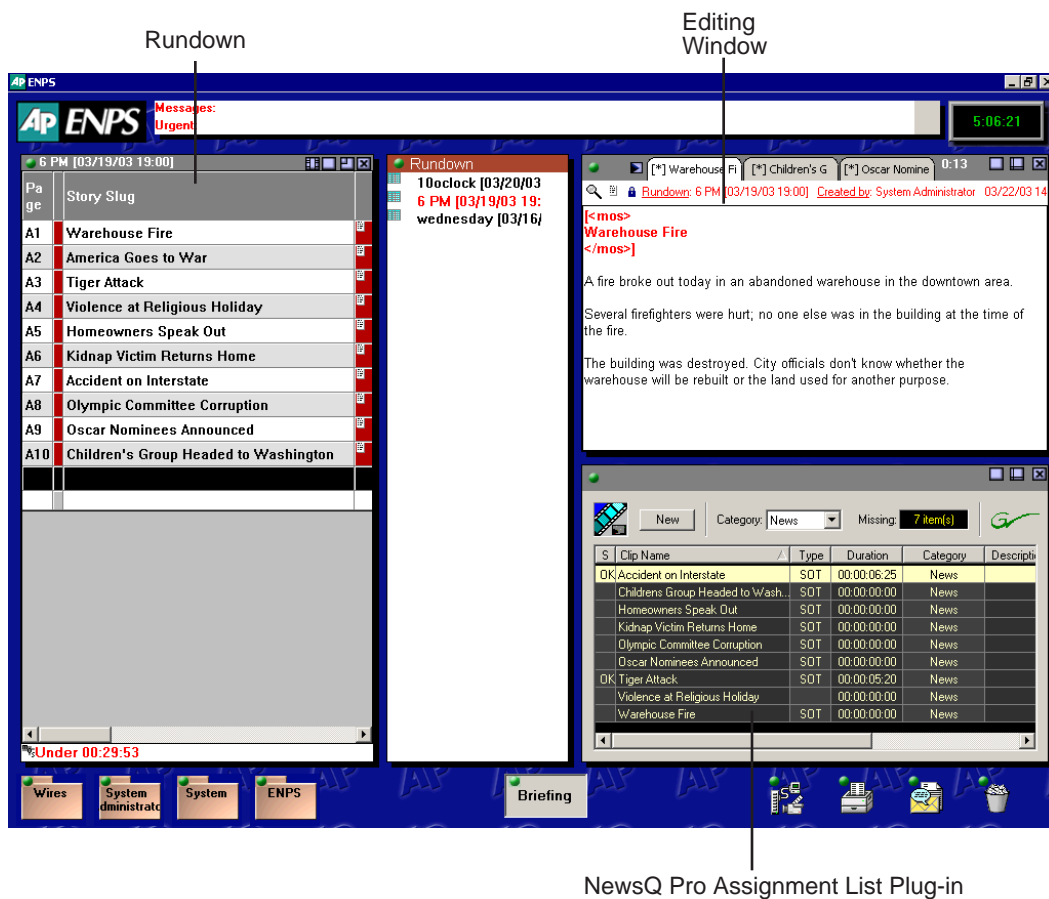 Rundown
Editing
Window
AP ENPS
AP ENPS
Messages:
Urgent
5:06:21
6 PM [03/19/03 19:00]
Pa
ge
Story Slug
A1 Warehouse Fire
A2 America Goes to War
A3 Tiger Attack
A4 Violence at Religious Holiday
A5 Homeowners Speak Out
A6 Kidnap Victim Returns Home
A7 Accident on Interstate
A8 Olympic Committee Corruption
A9 Oscar Nominees Announced
A10 Children's Group Headed to Washington
Under 00:29:53
Rundown
10oclock [03/20/03
6 PM [03/19/03 19:
wednesday [03/16/
[*] Warehouse Fi [*] Children's G [*] Oscar Nomine 0:13
Rundown: 6 PM [03/19/03 19:00] Created by: System Administrator 03/22/03 14
[<mos>
Warehouse Fire
</mos>]
A fire broke out today in an abandoned warehouse in the downtown area.
Several firefighters were hurt; no one else was in the building at the time of
the fire.
The building was destroyed. City officials don't know whether the
warehouse will be rebuilt or the land used for another purpose.
New Category: News Missing: 7 item(s)
S Clip Name Type Duration Category Descripti
OK Accident on Interstate SOT 00:00:06:25 News
Childrens Group Headed to Wash... SOT 00:00:00:00 News
Homeowners Speak Out SOT 00:00:00:00 News
Kidnap Victim Returns Home SOT 00:00:00:00 News
Olympic Committee Corruption SOT 00:00:00:00 News
Oscar Nominees Announced SOT 00:00:00:00 News
OK Tiger Attack SOT 00:00:05:20 News
Violence at Religious Holiday 00:00:00:00 News
Warehouse Fire SOT 00:00:00:00 News
Wires
System
dministrato
System
ENPS
Briefing
NewsQ Pro Assignment List Plug-in